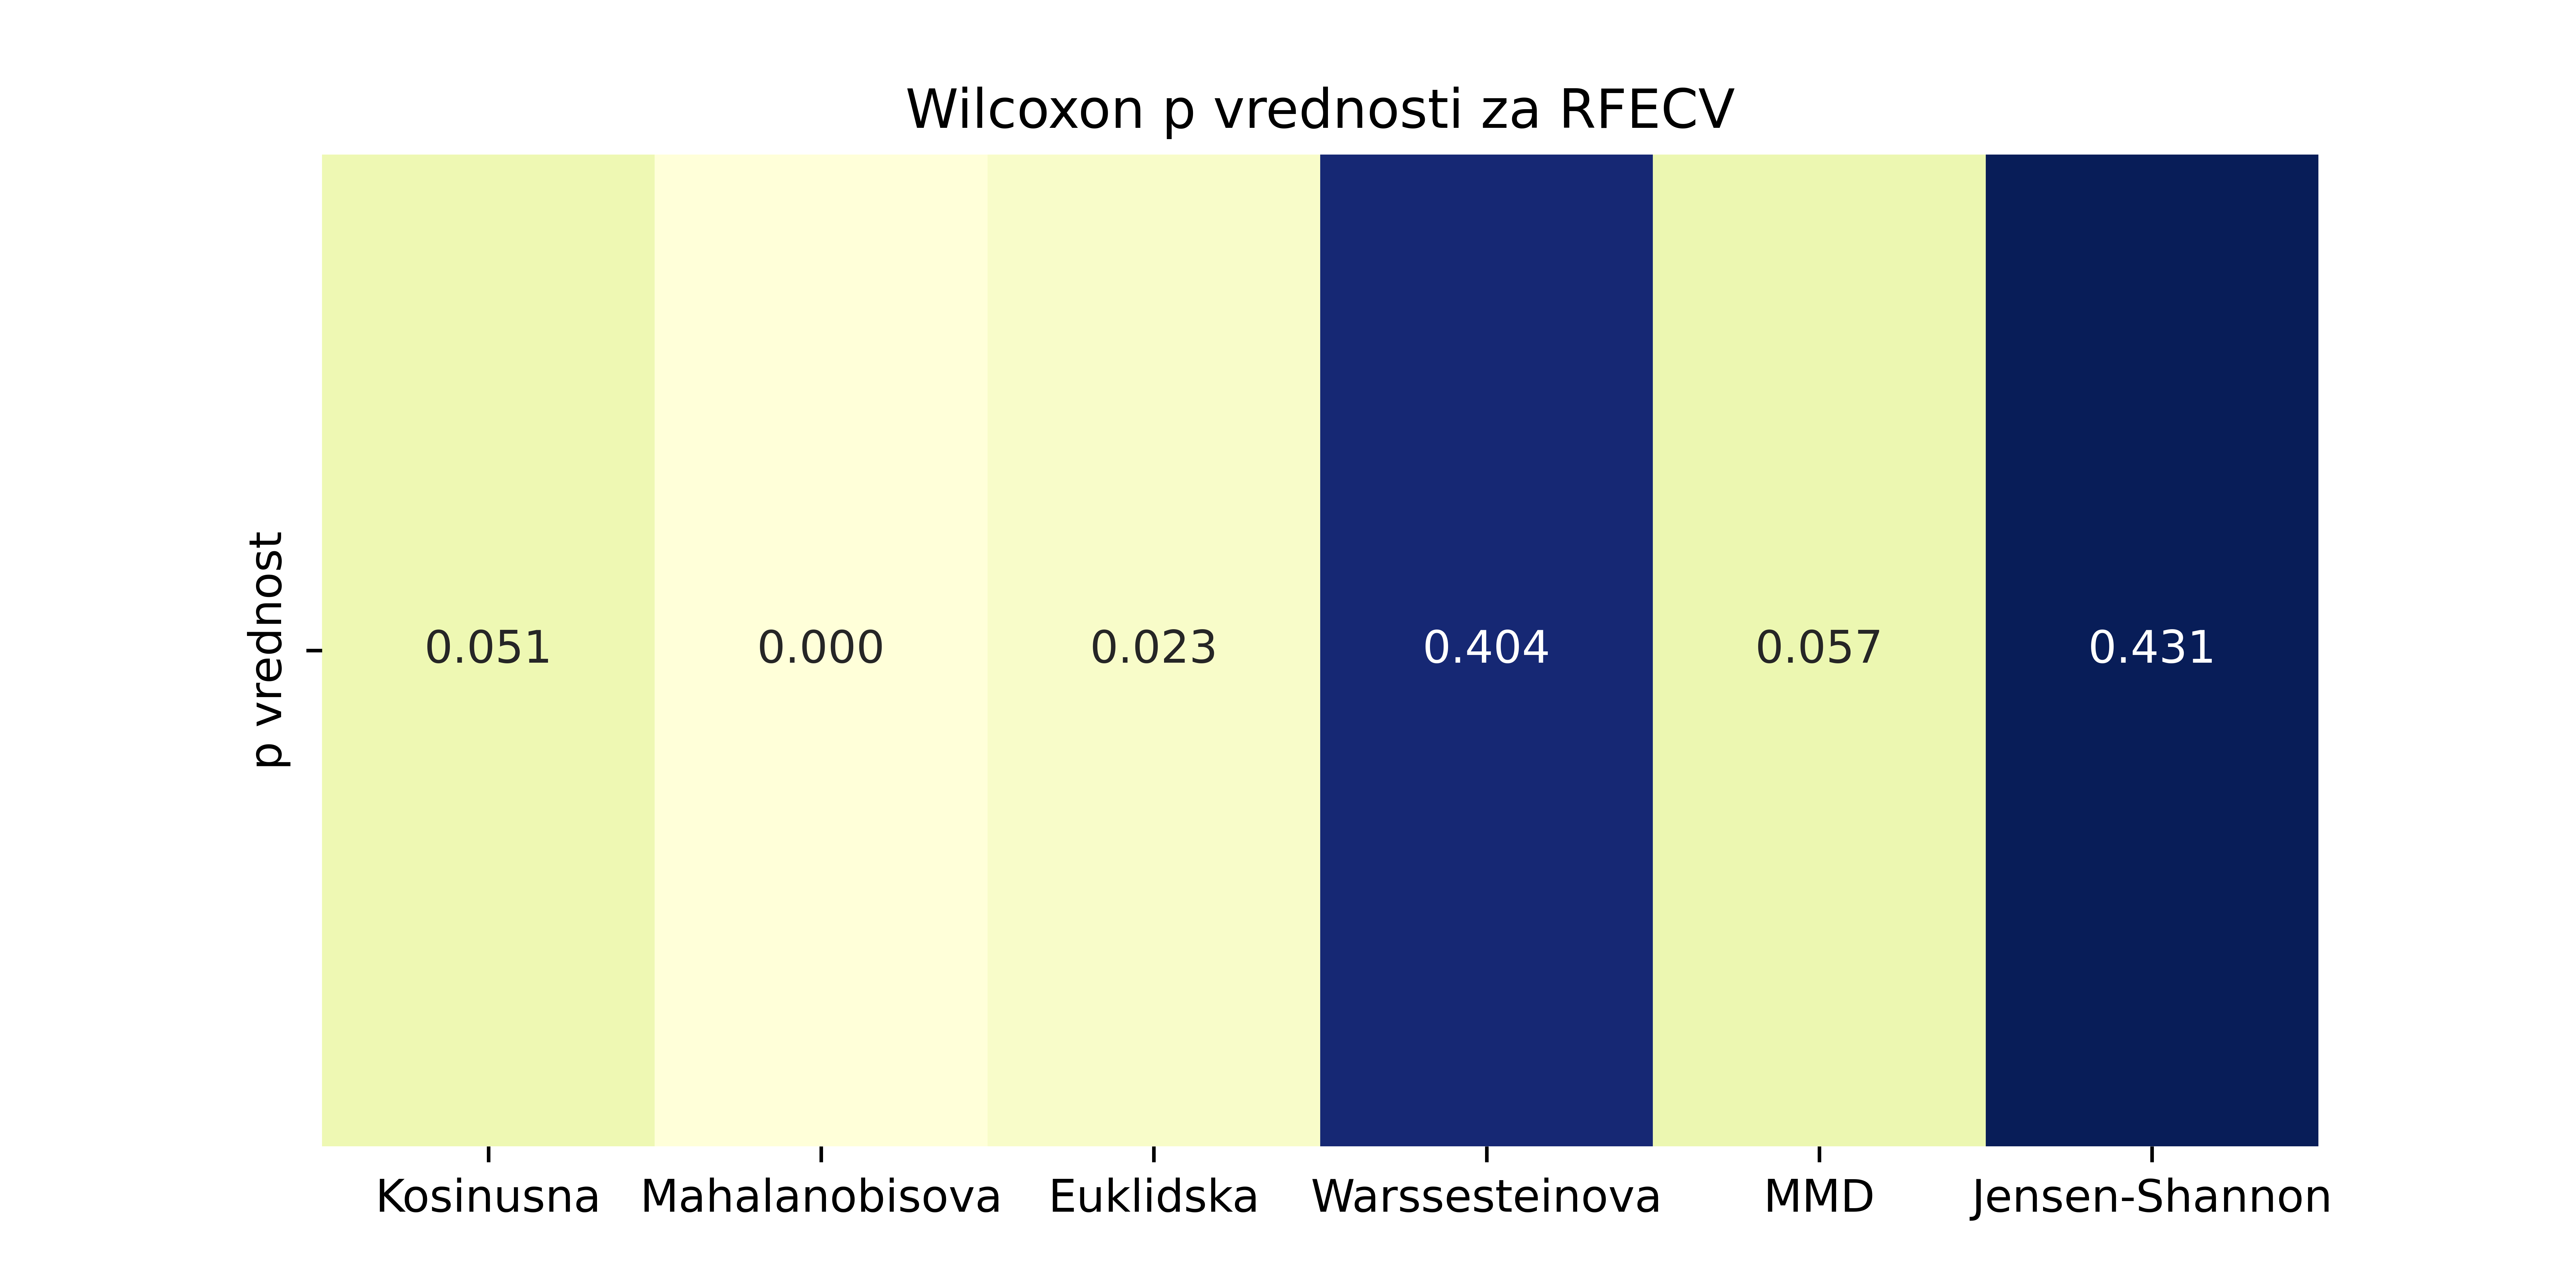 Wilcoxon p vrednosti za RFECV
p vrednost
0.051 0.000 0.023 0.404 0.057 0.431
Kosinusna Mahalanobisova Euklidska Warssesteinova MMD Jensen-Shannon